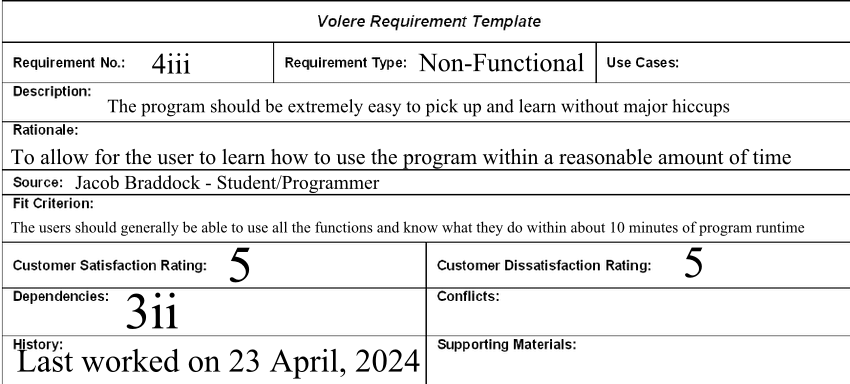 Volere Requirement Template
Requirement No.: 4iii Requirement Type: Non-Functional Use Cases:
Description:
The program should be extremely easy to pick up and learn without major hiccups
Rationale:
To allow for the user to learn how to use the program within a reasonable amount of time
Source: Jacob Braddock - Student/Programmer
Fit Criterion:
The users should generally be able to use all the functions and know what they do within about 10 minutes of program runtime
Customer Satisfaction Rating: 5 Customer Dissatisfaction Rating: 5
Dependencies: 3ii Conflicts:
History: Supporting Materials:
Last worked on 23 April, 2024